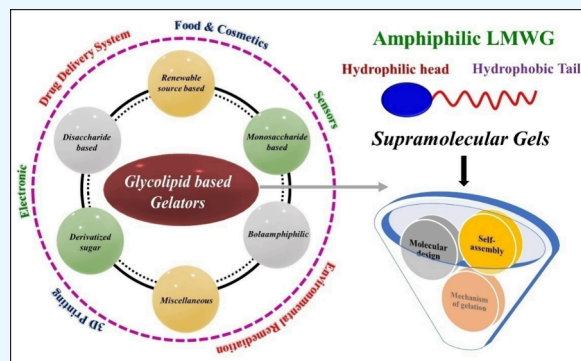 Food & Cosmetics
Drug Delivery System
Sensors
Electronic
3D Printing
Environmental Remediation
Renewable
source based
Disaccharide
based
Monosaccharide
based
Glycolipid based
Gelators
Derivatized
sugar
Bolaamphiphilic
Miscellaneous
Amphiphilic LMWG
Hydrophilic head
Hydrophobic Tail
Supramolecular Gels
Molecular
design
Self-
assembly
Mechanism
of gelation